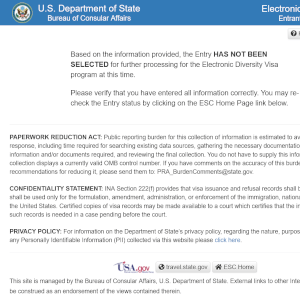 U.S. Department of State
Electronic
Bureau of Consular Affairs
Entran
Based on the information provided, the Entry HAS NOT BEEN
SELECTED for further processing for the Electronic Diversity Visa
program at this time.
Please verify that you have entered all information correctly. You may re-
check the Entry status by clicking on the ESC Home Page link below.
PAPERWORK REDUCTION ACT: Public reporting burden for this collection of information is estimated to av
response, including time required for searching existing data sources, gathering the necessary documentatio
information and/or documents required, and reviewing the final collection. You do not have to supply this infor
collection displays a currently valid OMB control number. If you have comments on the accuracy of this burde
recommendations for reducing it, please send them to: PRA_BurdenComments@state.gov.
CONFIDENTIALITY STATEMENT: INA Section 222(f) provides that visa issuance and refusal records shall b
shall be used only for the formulation, amendment, administration, or enforcement of the immigration, nationa
the United States. Certified copies of visa records may be made available to a court which certifies that the in
such records is needed in a case pending before the court.
PRIVACY POLICY: For information on the Department of State's privacy policy, regarding the nature, purpos
any Personally Identifiable Information (PII) collected via this website please click here.
USA.gov travel.state.gov ESC Home
This site is managed by the Bureau of Consular Affairs, U.S. Department of State. External links to other Inte
be construed as an endorsement of the views contained therein.